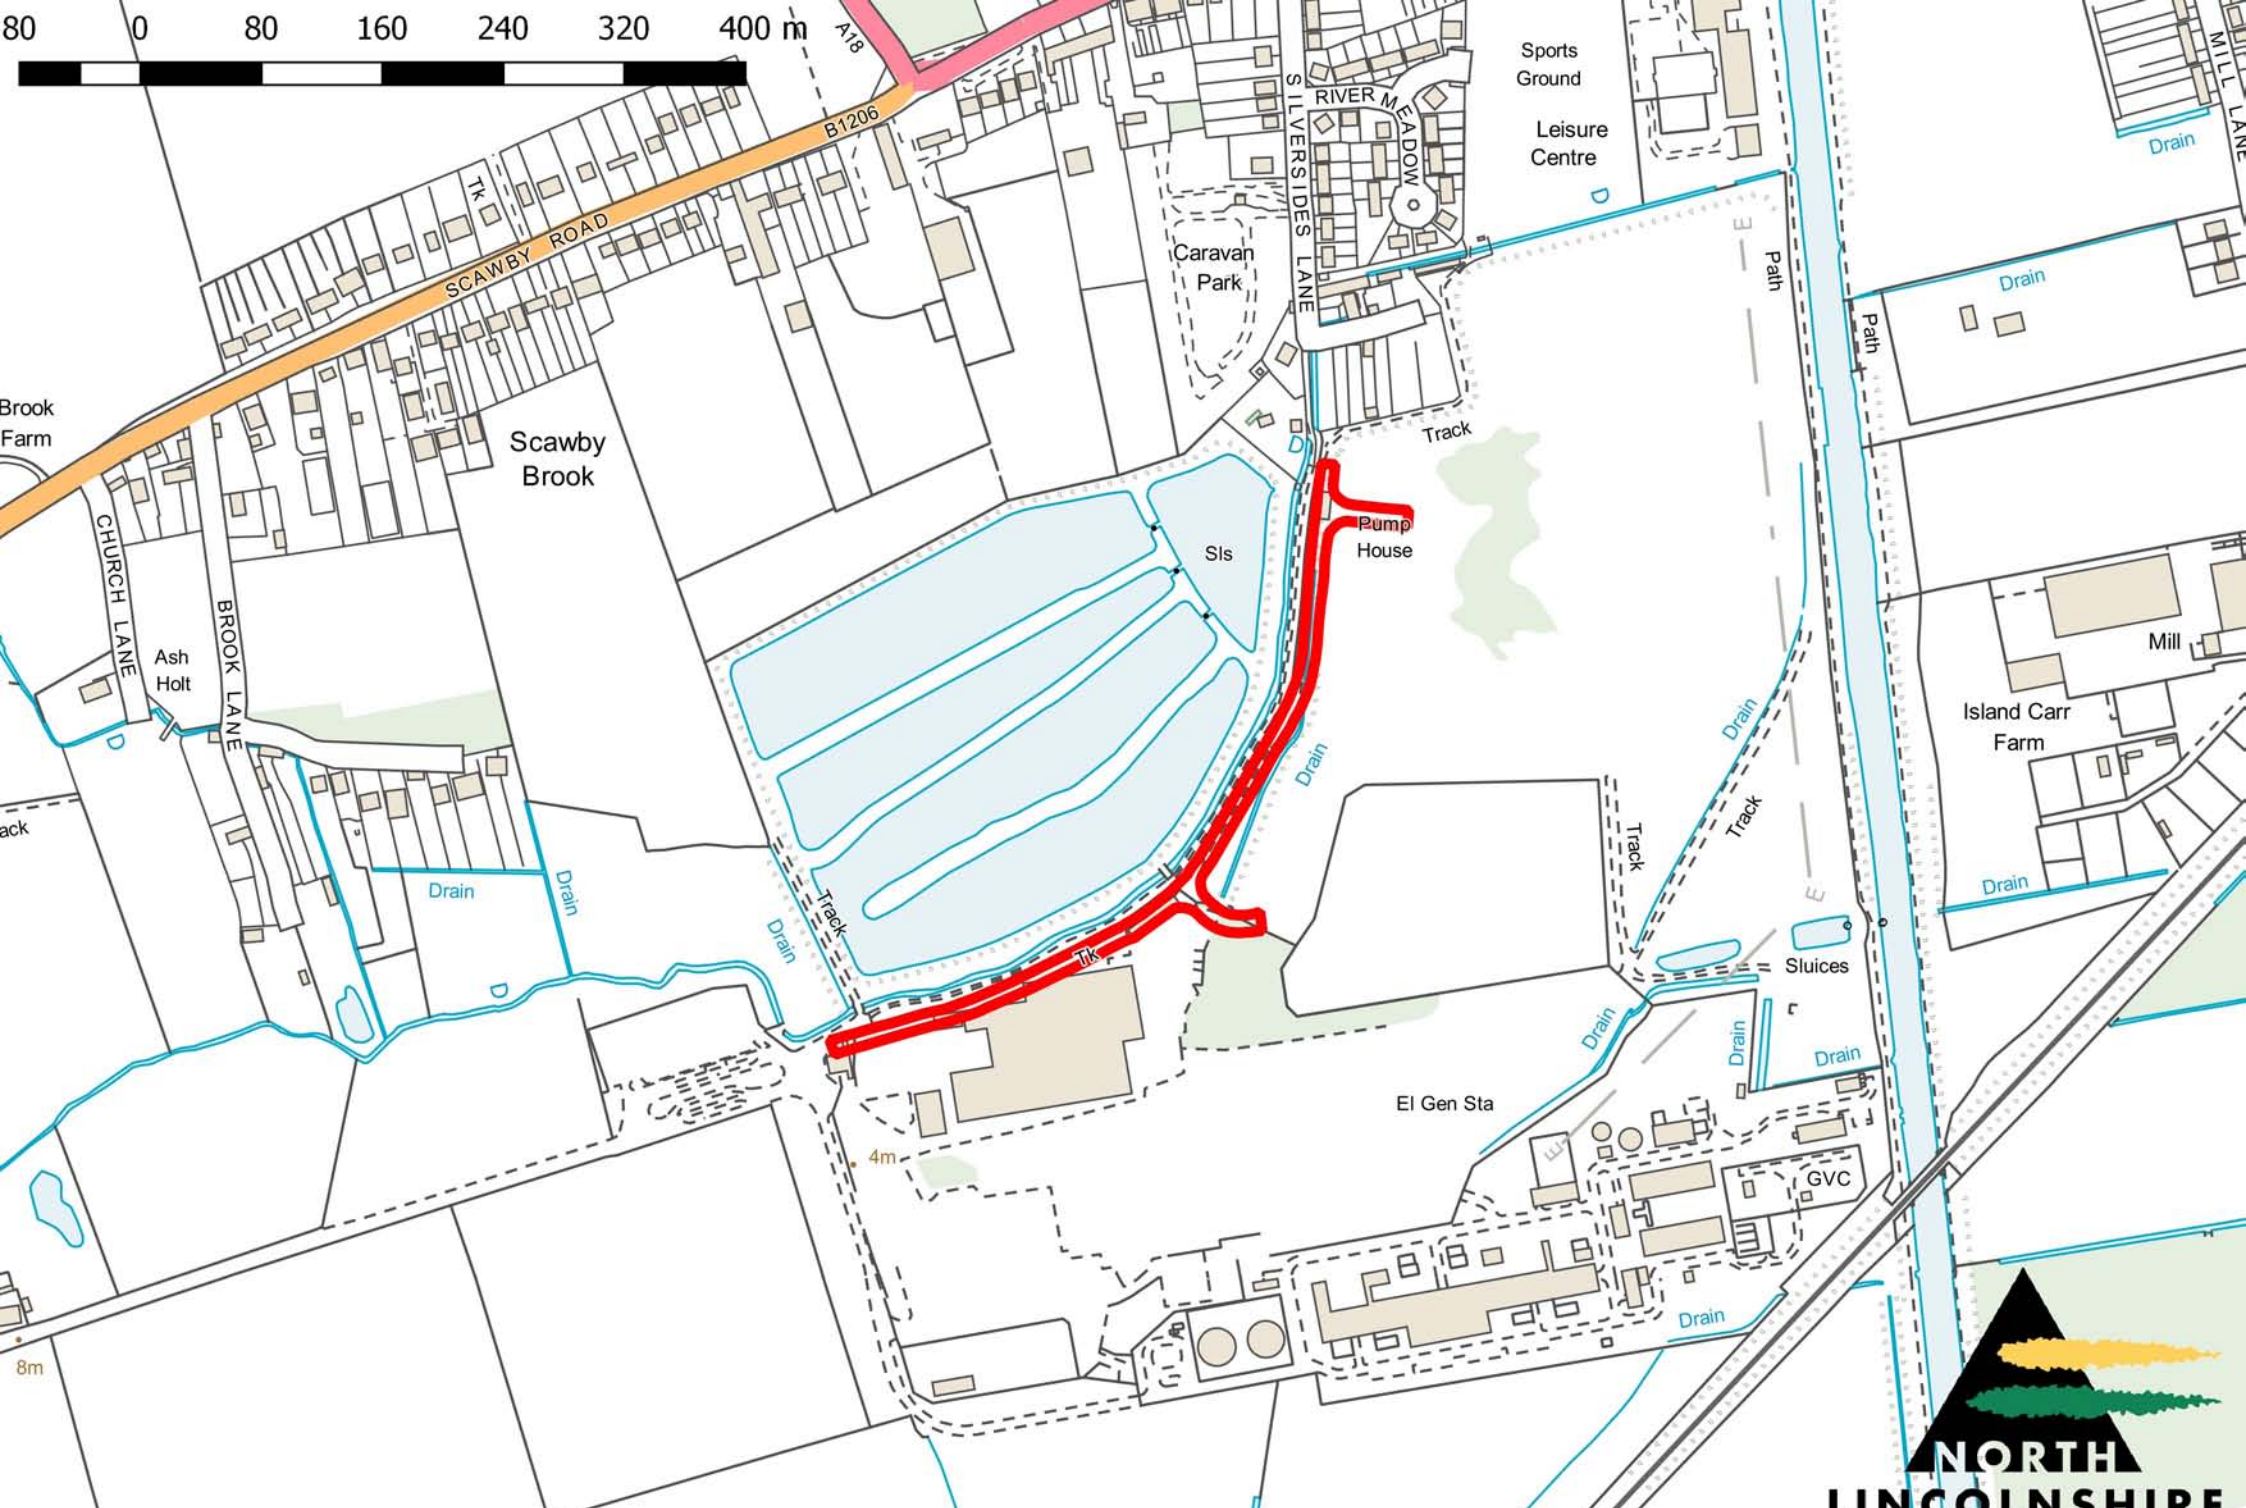 80 0 80 160 240 320 400 m
A18
B1206
SCAWBY ROAD
Tk
SILVERSIDES LANE
RIVER MEADOW
Sports
Ground
Leisure
Centre
D
MILL LANE
Drain
E
Path
Drain
Path
Caravan
Park
Brook
Farm
Scawby
Brook
Track
D
CHURCH LANE
BROOK LANE
Ash
Holt
D
Sls
Pump
House
Drain
Drain
Track
Track
Mill
Island Carr
Farm
ack
Drain
Drain
Drain
Track
D
Tk
E
Drain
Sluices
Drain
Drain
Drain
El Gen Sta
E
GVC
4m
8m
Drain
NORTH
LINCOLNSHIRE